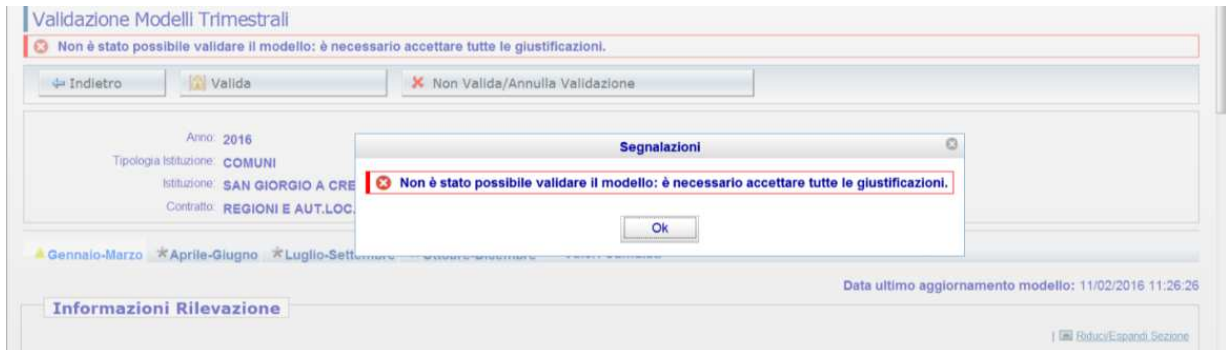 Validazione Modelli Trimestrali
Non è stato possibile validare il modello: è necessario accettare tutte le giustificazioni.
Indietro Valida Non Valida/Annulla Validazione
Anno: 2016
Tipologia Istituzione: COMUNI
Istituzione: SAN GIORGIO A CRE
Contratto: REGIONI E AUT.LOC.
Segnalazioni
Non è stato possibile validare il modello: è necessario accettare tutte le giustificazioni.
Ok
Gennaio-Marzo Aprile-Giugno Luglio-Settembre
Data ultimo aggiornamento modello: 11/02/2016 11:26:26
Informazioni Rilevazione
| Riduci/Espandi Sezione